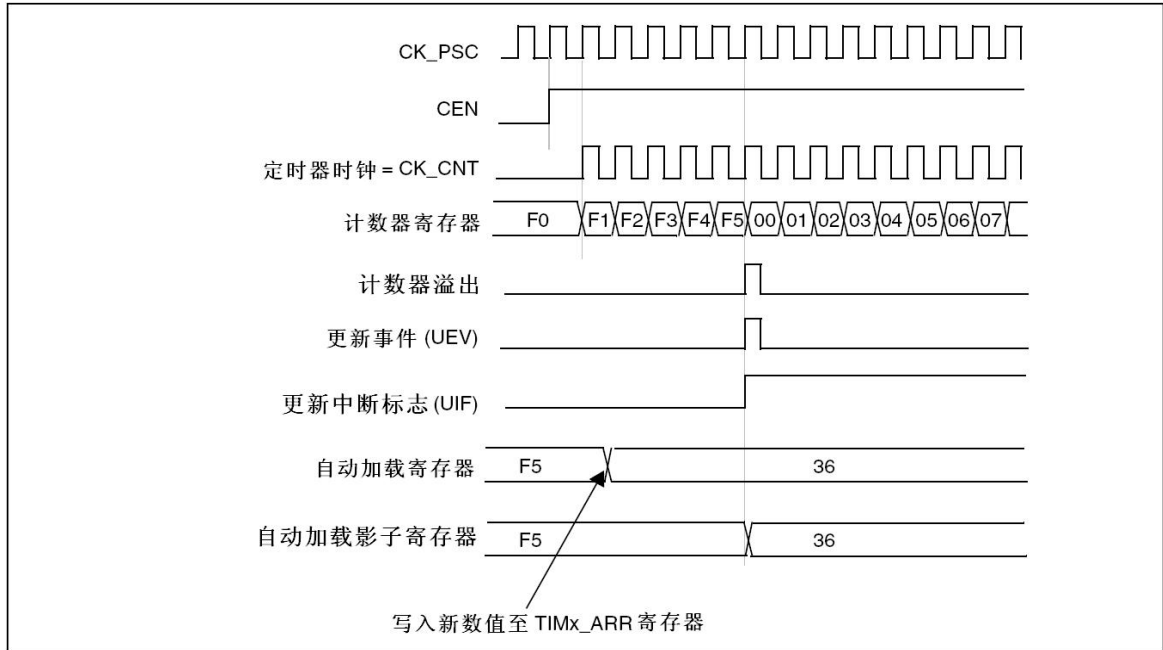 CK_PSC
CEN
定时器时钟 = CK_CNT
计数器寄存器 F0 F1 F2 F3 F4 F5 00 01 02 03 04 05 06 07
计数器溢出
更新事件 (UEV)
更新中断标志 (UIF)
自动加载寄存器 F5 36
自动加载影子寄存器 F5 36
写入新数值至 TIMx_ARR 寄存器